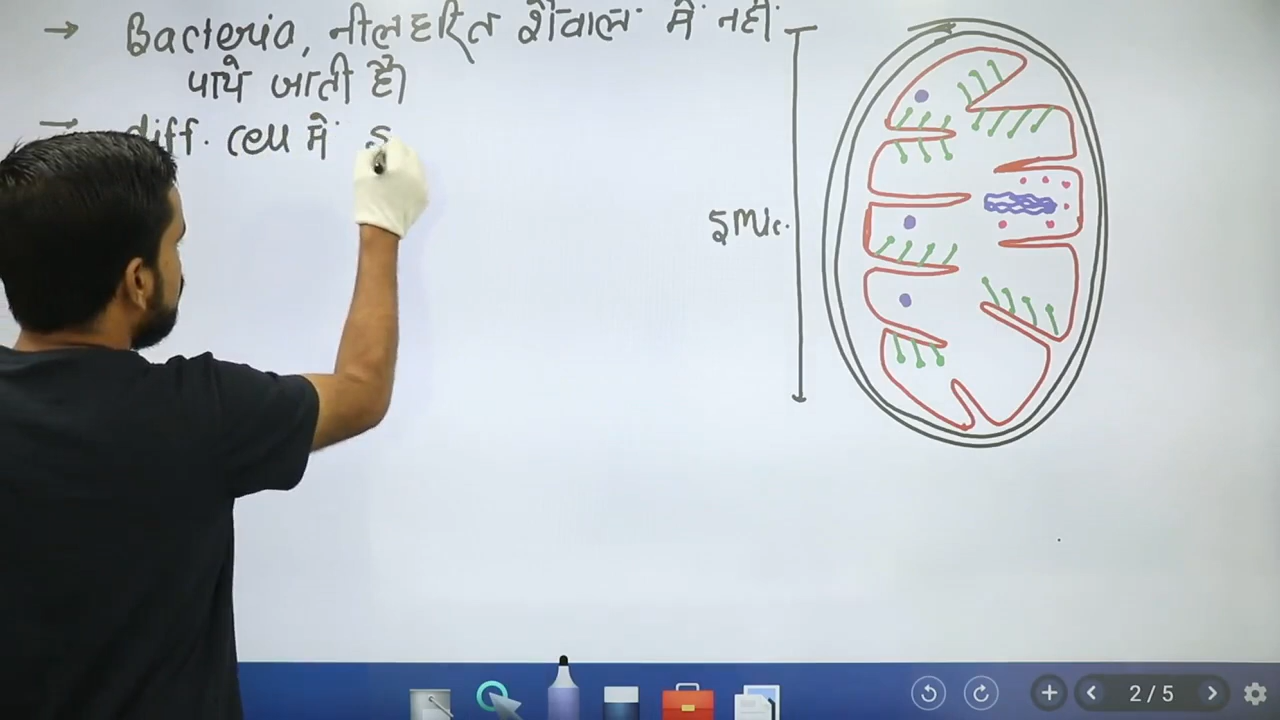 → Bacteria, नीलहरित शैवाल में नहीं
पाये जाती है।
→ diff. cell में S
5 Mic.
2 / 5